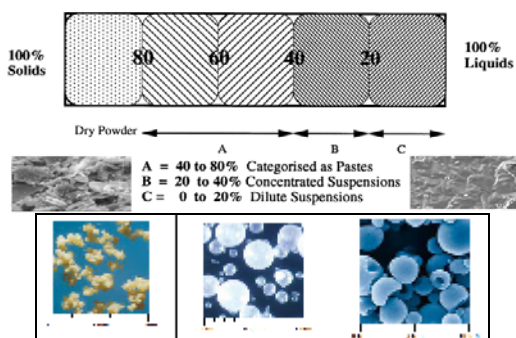 100%
Solids
80
60
40
20
100%
Liquids
Dry Powder
A
B
C
A = 40 to 80% Categorised as Pastes
B = 20 to 40% Concentrated Suspensions
C = 0 to 20% Dilute Suspensions